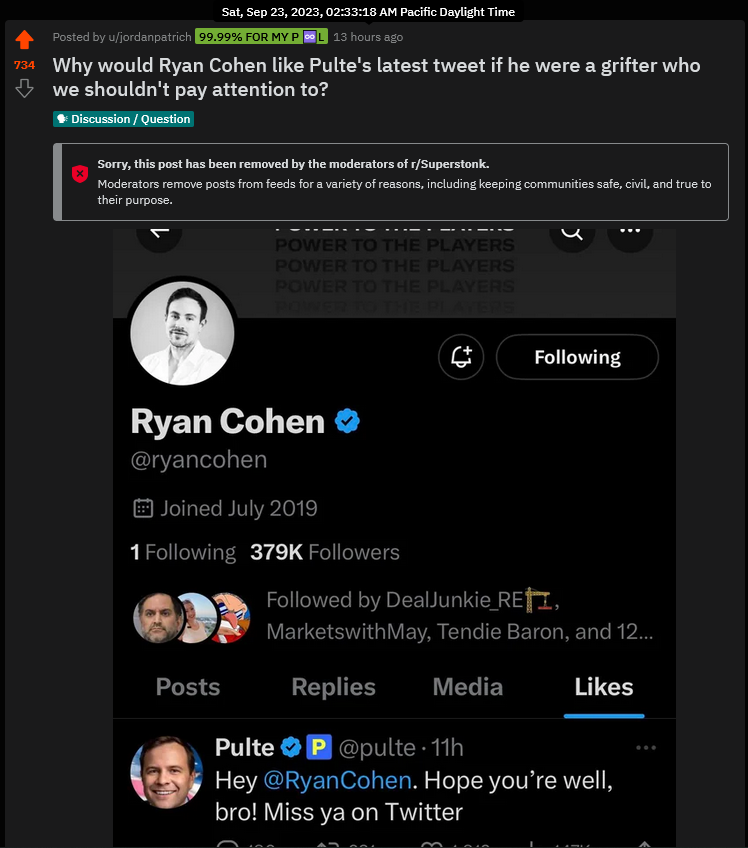 Sat, Sep 23, 2023, 02:33:18 AM Pacific Daylight Time
Posted by u/jordanpatrich 99.99% FOR MY P♾️L 13 hours ago
734
Why would Ryan Cohen like Pulte's latest tweet if he were a grifter who
we shouldn't pay attention to?
🗣 Discussion / Question
Sorry, this post has been removed by the moderators of r/Superstonk.
Moderators remove posts from feeds for a variety of reasons, including keeping communities safe, civil, and true to
their purpose.
POWER TO THE PLAYERS
POWER TO THE PLAYERS
POWER TO THE PLAYERS
POWER TO THE PLAYERS
POWER TO THE PLAYERS
Following
Ryan Cohen
@ryancohen
Joined July 2019
1 Following 379K Followers
Followed by DealJunkie_RE🏗️,
MarketswithMay, Tendie Baron, and 12...
Posts Replies Media Likes
Pulte P @pulte · 11h
Hey @RyanCohen. Hope you're well,
bro! Miss ya on Twitter